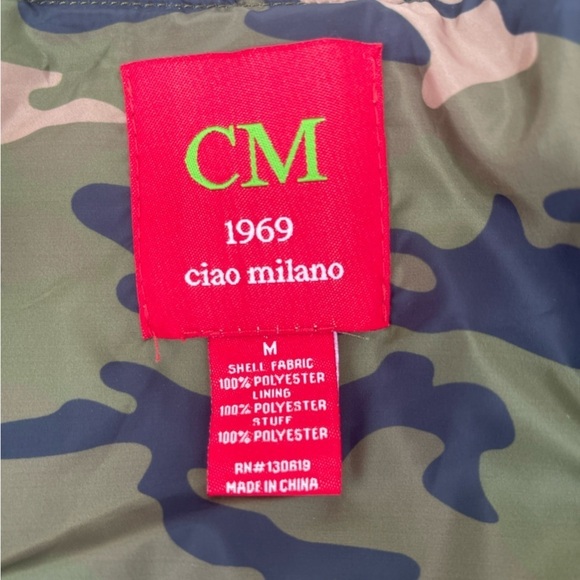 CM
1969
ciao milano
M
SHELL FABRIC
100% POLYESTER
LINING
100% POLYESTER
STUFF
100% POLYESTER
RN#130619
MADE IN CHINA